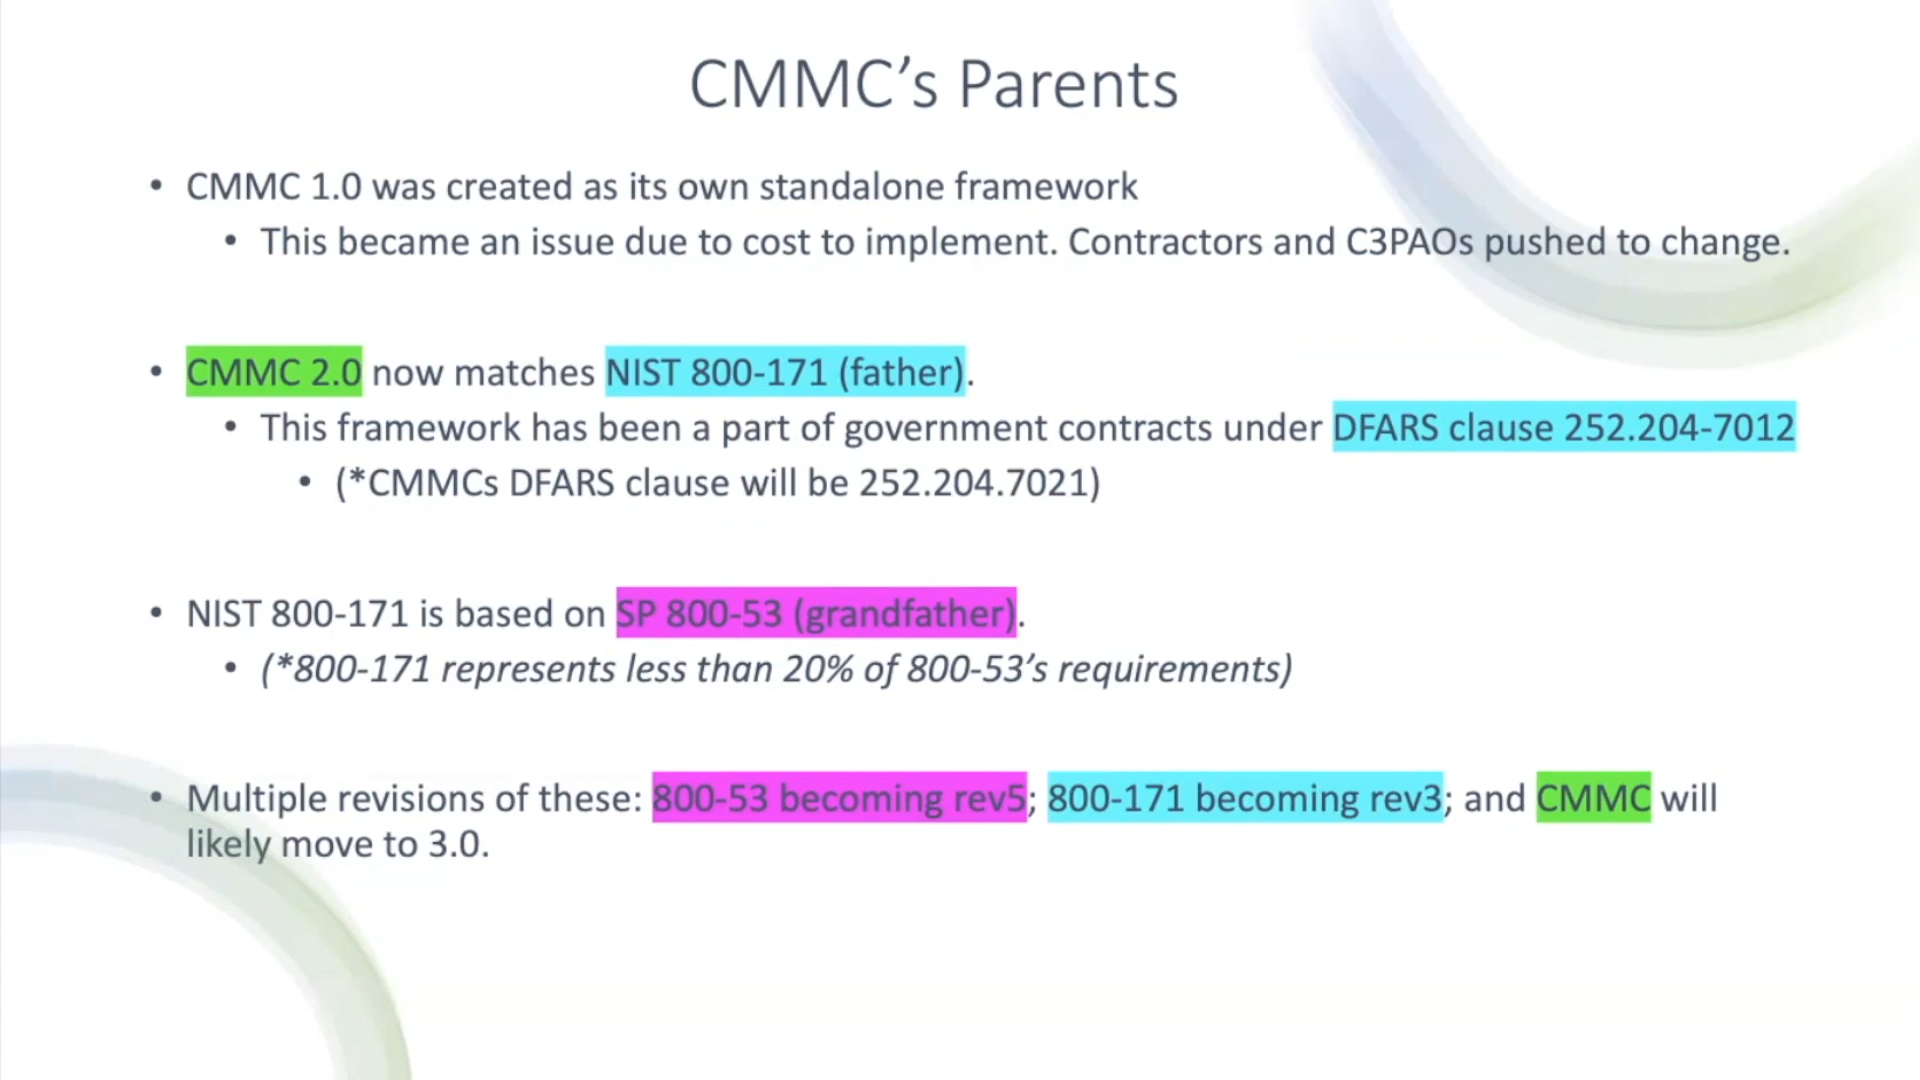 CMMC’s Parents
• CMMC 1.0 was created as its own standalone framework
• This became an issue due to cost to implement. Contractors and C3PAOs pushed to change.
• CMMC 2.0 now matches NIST 800-171 (father).
• This framework has been a part of government contracts under DFARS clause 252.204-7012
• (*CMMCs DFARS clause will be 252.204.7021)
• NIST 800-171 is based on SP 800-53 (grandfather).
• (*800-171 represents less than 20% of 800-53’s requirements)
• Multiple revisions of these: 800-53 becoming rev5; 800-171 becoming rev3; and CMMC will
likely move to 3.0.